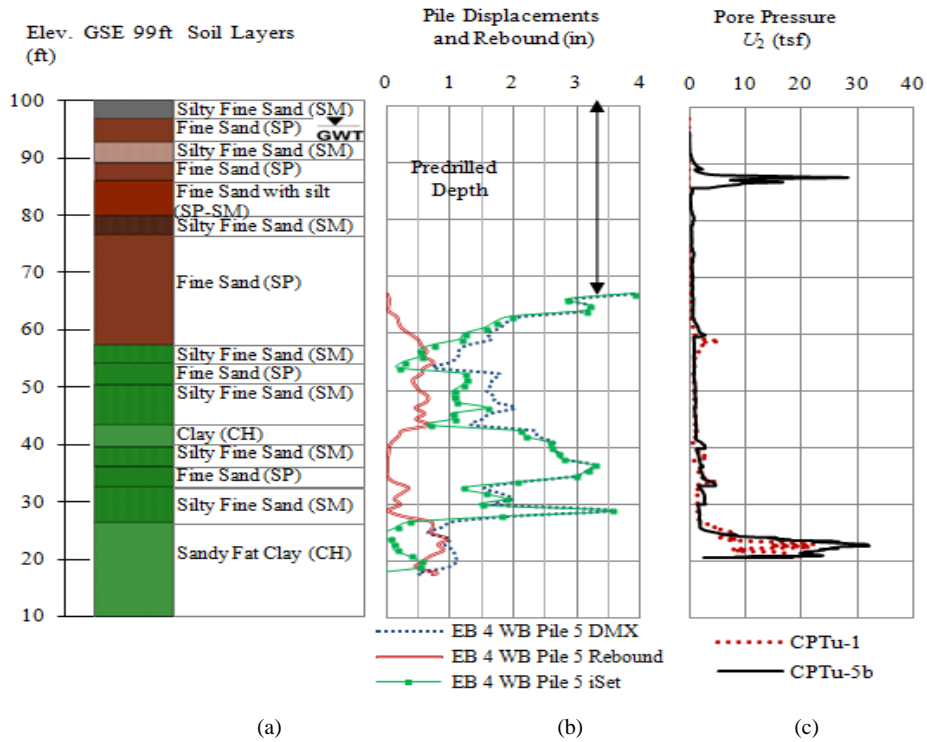 Elev. GSE 99ft Soil Layers
(ft)
Pile Displacements
and Rebound (in)
Pore Pressure
U2 (tsf)
0 1 2 3 4
0 10 20 30 40
100
90
80
70
60
50
40
30
20
10
Silty Fine Sand (SM)
Fine Sand (SP)
GWT
Silty Fine Sand (SM)
Fine Sand (SP)
Fine Sand with silt
(SP-SM)
Silty Fine Sand (SM)
Fine Sand (SP)
Silty Fine Sand (SM)
Fine Sand (SP)
Silty Fine Sand (SM)
Clay (CH)
Silty Fine Sand (SM)
Fine Sand (SP)
Silty Fine Sand (SM)
Sandy Fat Clay (CH)
Predrilled
Depth
EB 4 WB Pile 5 DMX
EB 4 WB Pile 5 Rebound
EB 4 WB Pile 5 iSet
CPTu-1
CPTu-5b
(a)
(b)
(c)